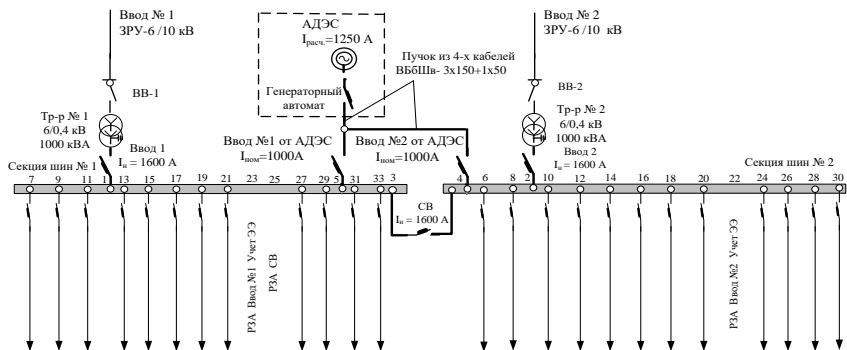 Ввод № 1
ЗРУ-6 /10 кВ
АДЭС
Iрасч.=1250 А
Ввод № 2
ЗРУ-6 /10 кВ
Пучок из 4-х кабелей
ВБбШв- 3х150+1х50
ВВ-1
Генераторный
автомат
ВВ-2
Тр-р № 1
6/0,4 кВ
1000 кВА
Тр-р № 2
6/0,4 кВ
1000 кВА
Ввод 1
Iн = 1600 А
Ввод №1 от АДЭС
Iном=1000А
Ввод №2 от АДЭС
Iном=1000А
Ввод 2
Iн = 1600 А
Секция шин № 1
Секция шин № 2
7 9 11 1 13 15 17 19 21 23 25 27 29 5 31 33 3
4 6 8 2 10 12 14 16 18 20 22 24 26 28 30
СВ
Iн = 1600 А
РЗА Ввод №1 Учет ЭЭ
РЗА СВ
РЗА Ввод №2 Учет ЭЭ